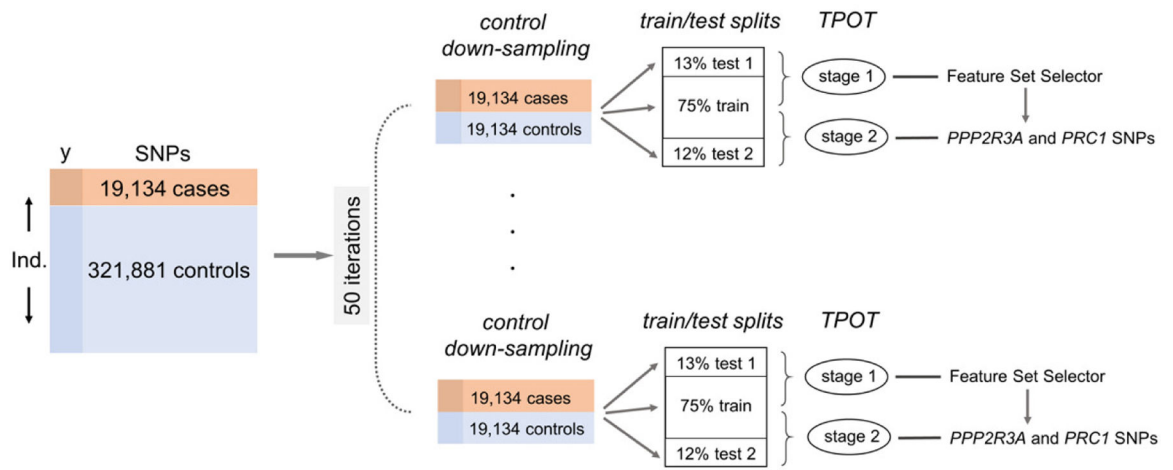 y
SNPs
19,134 cases
Ind.
321,881 controls
50 iterations
control
down-sampling
train/test splits
TPOT
19,134 cases
19,134 controls
13% test 1
75% train
12% test 2
stage 1
Feature Set Selector
stage 2
PPP2R3A and PRC1 SNPs
control
down-sampling
train/test splits
TPOT
19,134 cases
19,134 controls
13% test 1
75% train
12% test 2
stage 1
Feature Set Selector
stage 2
PPP2R3A and PRC1 SNPs